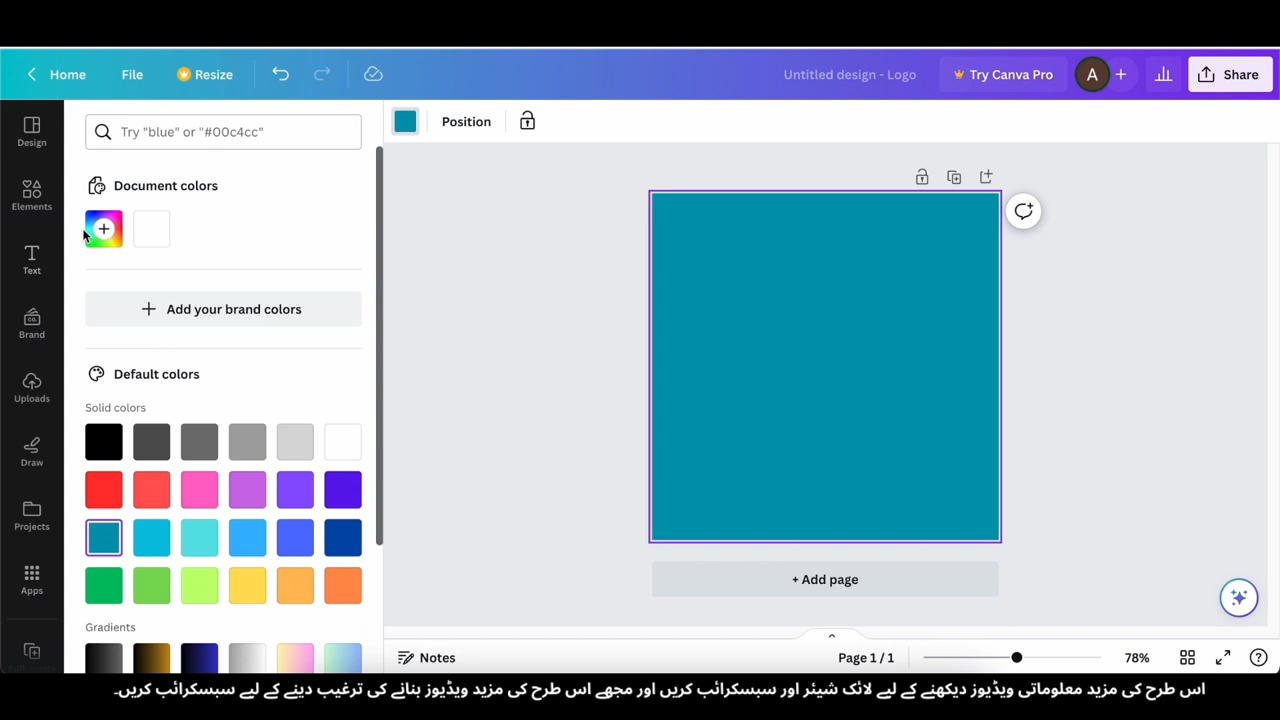 Home File Resize Untitled design - Logo Try Canva Pro A Share
Design
Elements
Text
Brand
Uploads
Draw
Projects
Apps
Try "blue" or "#00c4cc"
Document colors
Add your brand colors
Default colors
Solid colors
Gradients
Position
+ Add page
Notes Page 1 / 1 78%
اس طرح کی مزید معلوماتی ویڈیوز دیکھنے کے لیے لائک شیئر اور سبسکرائب کریں اور مجھے اس طرح کی مزید ویڈیوز بنانے کی ترغیب دینے کے لیے سبسکرائب کریں۔